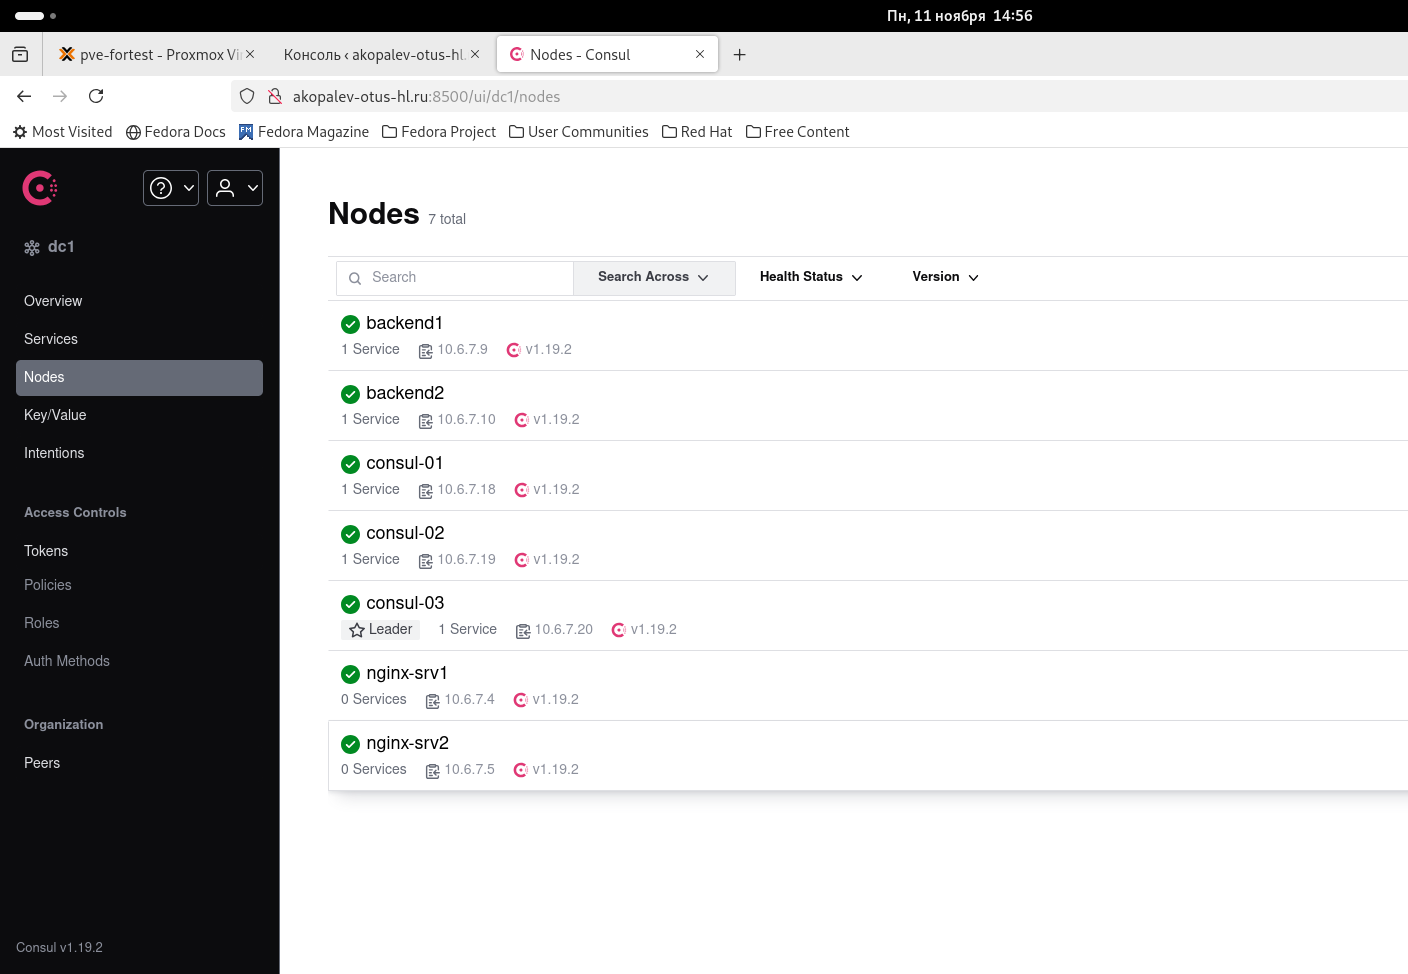 Пн, 11 ноября 14:56
pve-fortest - Proxmox Vi
Консоль ‹ akopalev-otus-hl.
Nodes - Consul
akopalev-otus-hl.ru:8500/ui/dc1/nodes
Most Visited Fedora Docs Fedora Magazine Fedora Project User Communities Red Hat Free Content
dc1
Overview
Services
Nodes
Key/Value
Intentions
Access Controls
Tokens
Policies
Roles
Auth Methods
Organization
Peers
Consul v1.19.2
Nodes 7 total
Search Search Across Health Status Version
backend1
1 Service 10.6.7.9 v1.19.2
backend2
1 Service 10.6.7.10 v1.19.2
consul-01
1 Service 10.6.7.18 v1.19.2
consul-02
1 Service 10.6.7.19 v1.19.2
consul-03
Leader 1 Service 10.6.7.20 v1.19.2
nginx-srv1
0 Services 10.6.7.4 v1.19.2
nginx-srv2
0 Services 10.6.7.5 v1.19.2